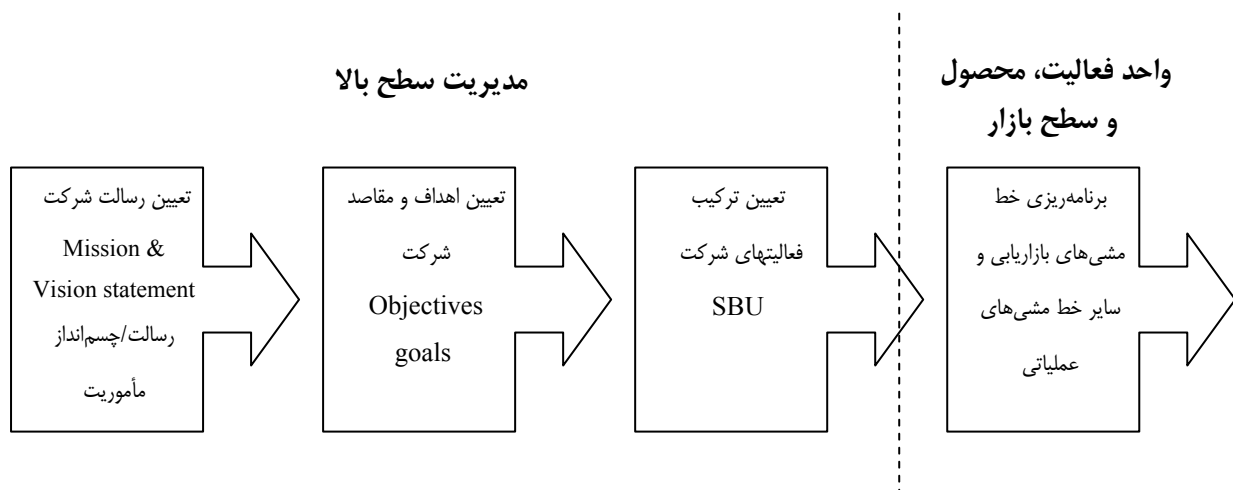 مدیریت سطح بالا
واحد فعالیت، محصول
و سطح بازار
تعیین رسالت شرکت
Mission &
Vision statement
رسالت/چسم‌انداز
مأموریت
تعیین اهداف و مقاصد
شرکت
Objectives
goals
تعیین ترکیب
فعالیتهای شرکت
SBU
برنامه‌ریزی خط
مشی‌های بازاریابی و
سایر خط مشی‌های
عملیاتی